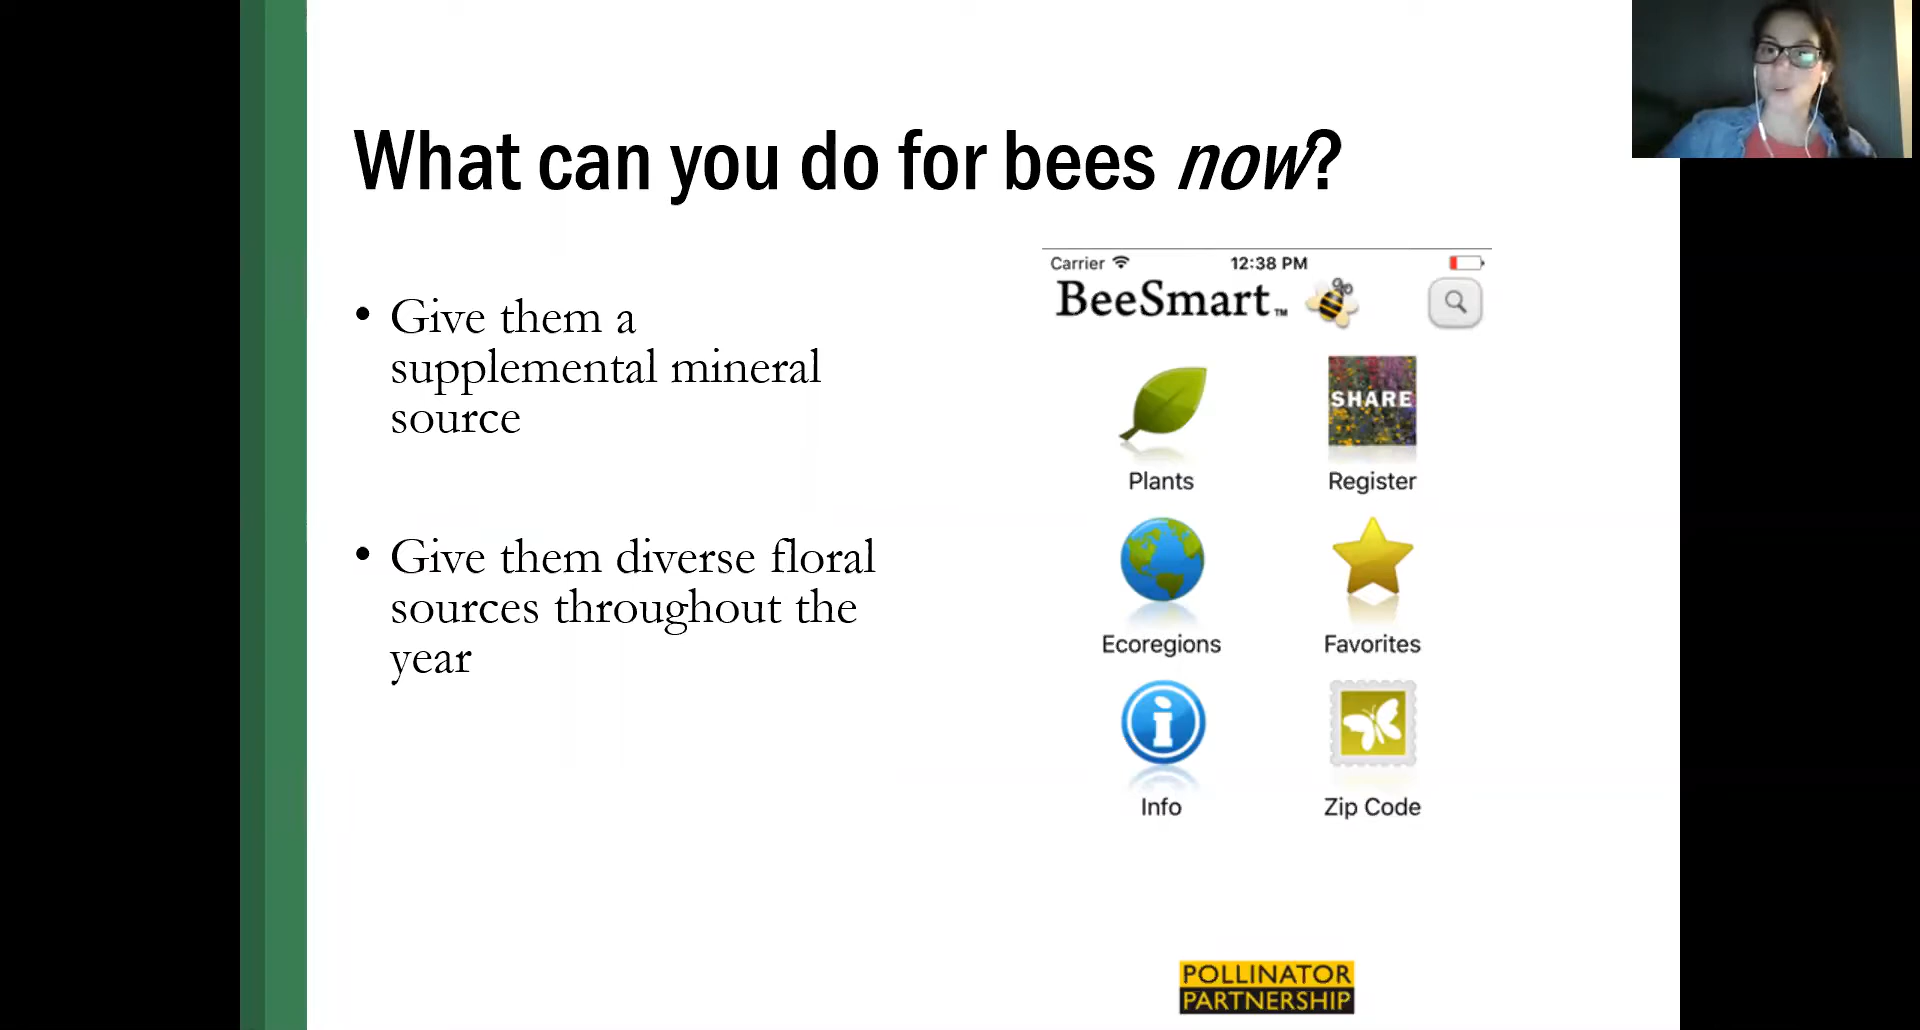 What can you do for bees now?
• Give them a
supplemental mineral
source
• Give them diverse floral
sources throughout the
year
Carrier 12:38 PM
BeeSmart™
SHARE
Plants Register
Ecoregions Favorites
Info Zip Code
POLLINATOR
PARTNERSHIP